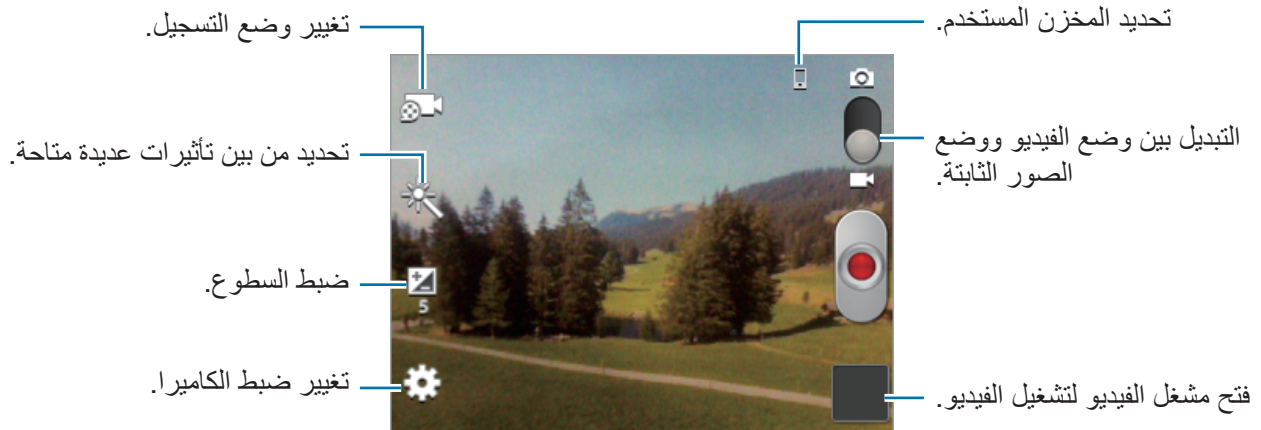 تحديد المخزن المستخدم.
التبديل بين وضع الفيديو ووضع
الصور الثابتة.
فتح مشغل الفيديو لتشغيل الفيديو.
تغيير وضع التسجيل.
تحديد من بين تأثيرات عديدة متاحة.
ضبط السطوع.
5
تغيير ضبط الكاميرا.